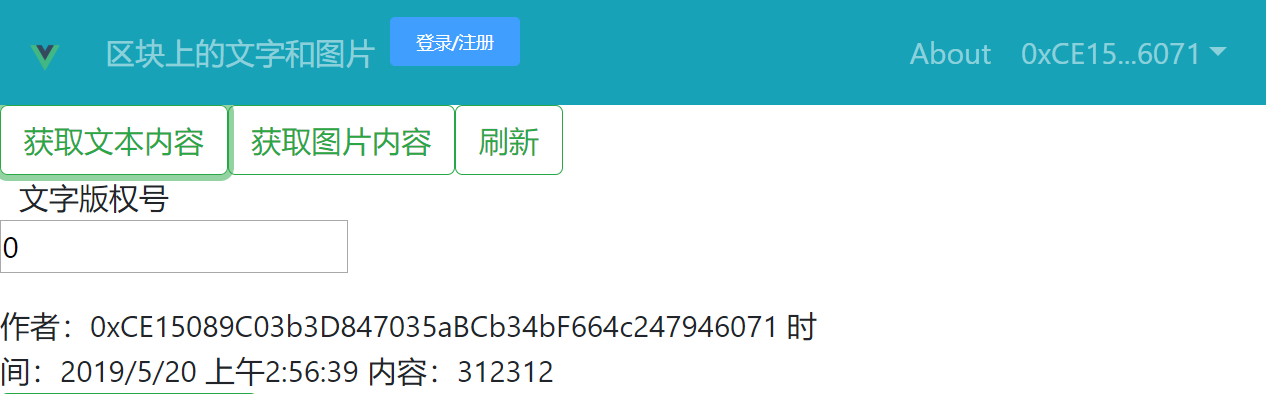 区块上的文字和图片 登录/注册 About 0xCE15...6071
获取文本内容 获取图片内容 刷新
文字版权号
0
作者：0xCE15089C03b3D847035aBCb34bF664c247946071 时
间：2019/5/20 上午2:56:39 内容：312312